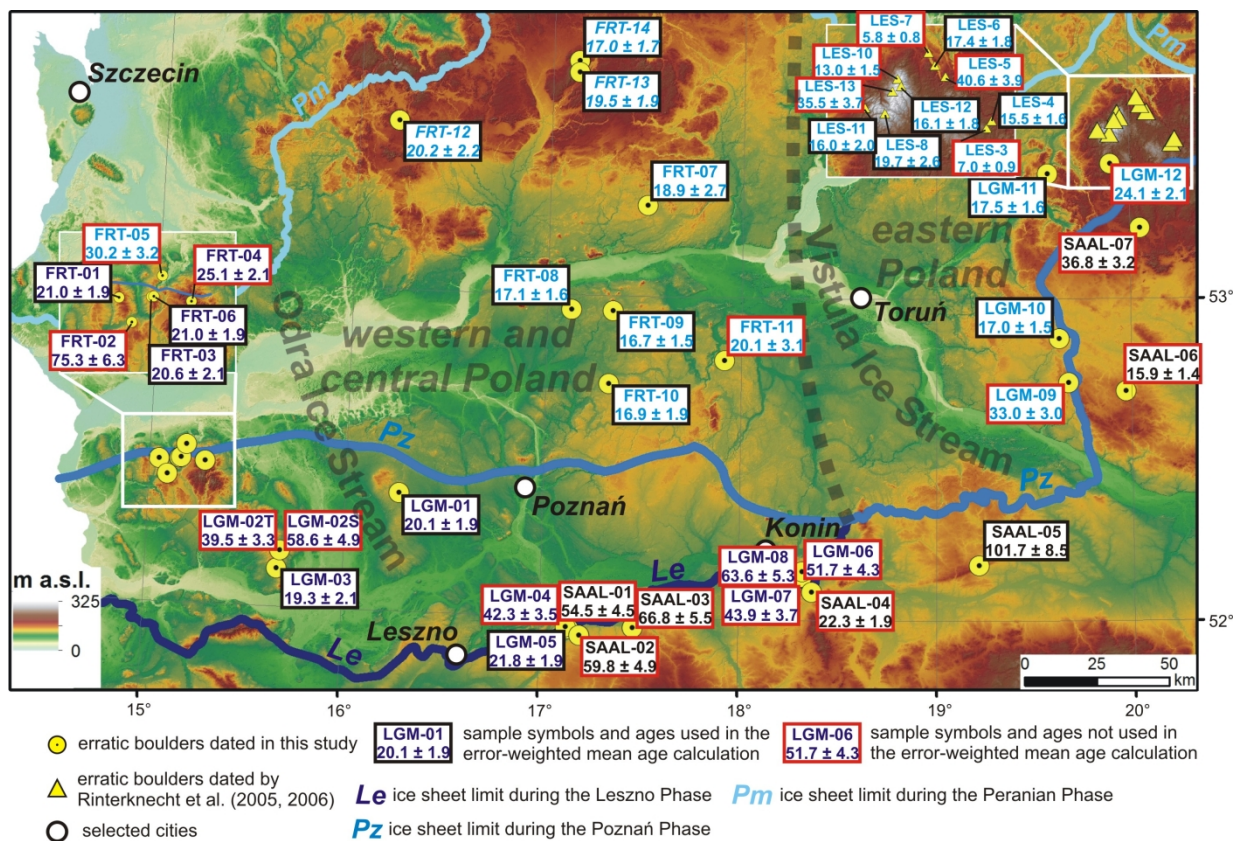 FRT-14
17.0 ± 1.7
FRT-13
19.5 ± 1.9
Szczecin
Pm
FRT-12
20.2 ± 2.2
FRT-07
18.9 ± 2.7
LES-7
5.8 ± 0.8
LES-6
17.4 ± 1.8
LES-10
13.0 ± 1.5
LES-5
40.6 ± 3.9
LES-13
35.5 ± 3.7
LES-12
16.1 ± 1.8
LES-4
15.5 ± 1.6
LES-11
16.0 ± 2.0
LES-8
19.7 ± 2.6
LES-3
7.0 ± 0.9
Pm
LGM-11
17.5 ± 1.6
LGM-12
24.1 ± 2.1
SAAL-07
36.8 ± 3.2
FRT-05
30.2 ± 3.2
FRT-01
21.0 ± 1.9
FRT-04
25.1 ± 2.1
FRT-02
75.3 ± 6.3
FRT-06
21.0 ± 1.9
FRT-03
20.6 ± 2.1
FRT-08
17.1 ± 1.6
FRT-09
16.7 ± 1.5
FRT-11
20.1 ± 3.1
FRT-10
16.9 ± 1.9
Odra Ice Stream
western and
central Poland
Vistula Ice Stream
eastern
Poland
Toruń
53°
LGM-10
17.0 ± 1.5
SAAL-06
15.9 ± 1.4
LGM-09
33.0 ± 3.0
Pz
Pz
LGM-01
20.1 ± 1.9
Poznań
Konin
LGM-02T
39.5 ± 3.3
LGM-02S
58.6 ± 4.9
LGM-03
19.3 ± 2.1
LGM-08
63.6 ± 5.3
LGM-06
51.7 ± 4.3
LGM-07
43.9 ± 3.7
SAAL-04
22.3 ± 1.9
SAAL-05
101.7 ± 8.5
Le
LGM-04
42.3 ± 3.5
SAAL-01
54.5 ± 4.5
SAAL-03
66.8 ± 5.5
LGM-05
21.8 ± 1.9
SAAL-02
59.8 ± 4.9
Leszno
Le
52°
m a.s.l.
325
0
0 25 50
km
15° 16° 17° 18° 19° 20°
erratic boulders dated in this study
erratic boulders dated by
Rinterknecht et al. (2005, 2006)
selected cities
LGM-01
20.1 ± 1.9
sample symbols and ages used in the
error-weighted mean age calculation
LGM-06
51.7 ± 4.3
sample symbols and ages not used in
the error-weighted mean age calculation
Le ice sheet limit during the Leszno Phase
Pm ice sheet limit during the Peranian Phase
Pz ice sheet limit during the Poznań Phase